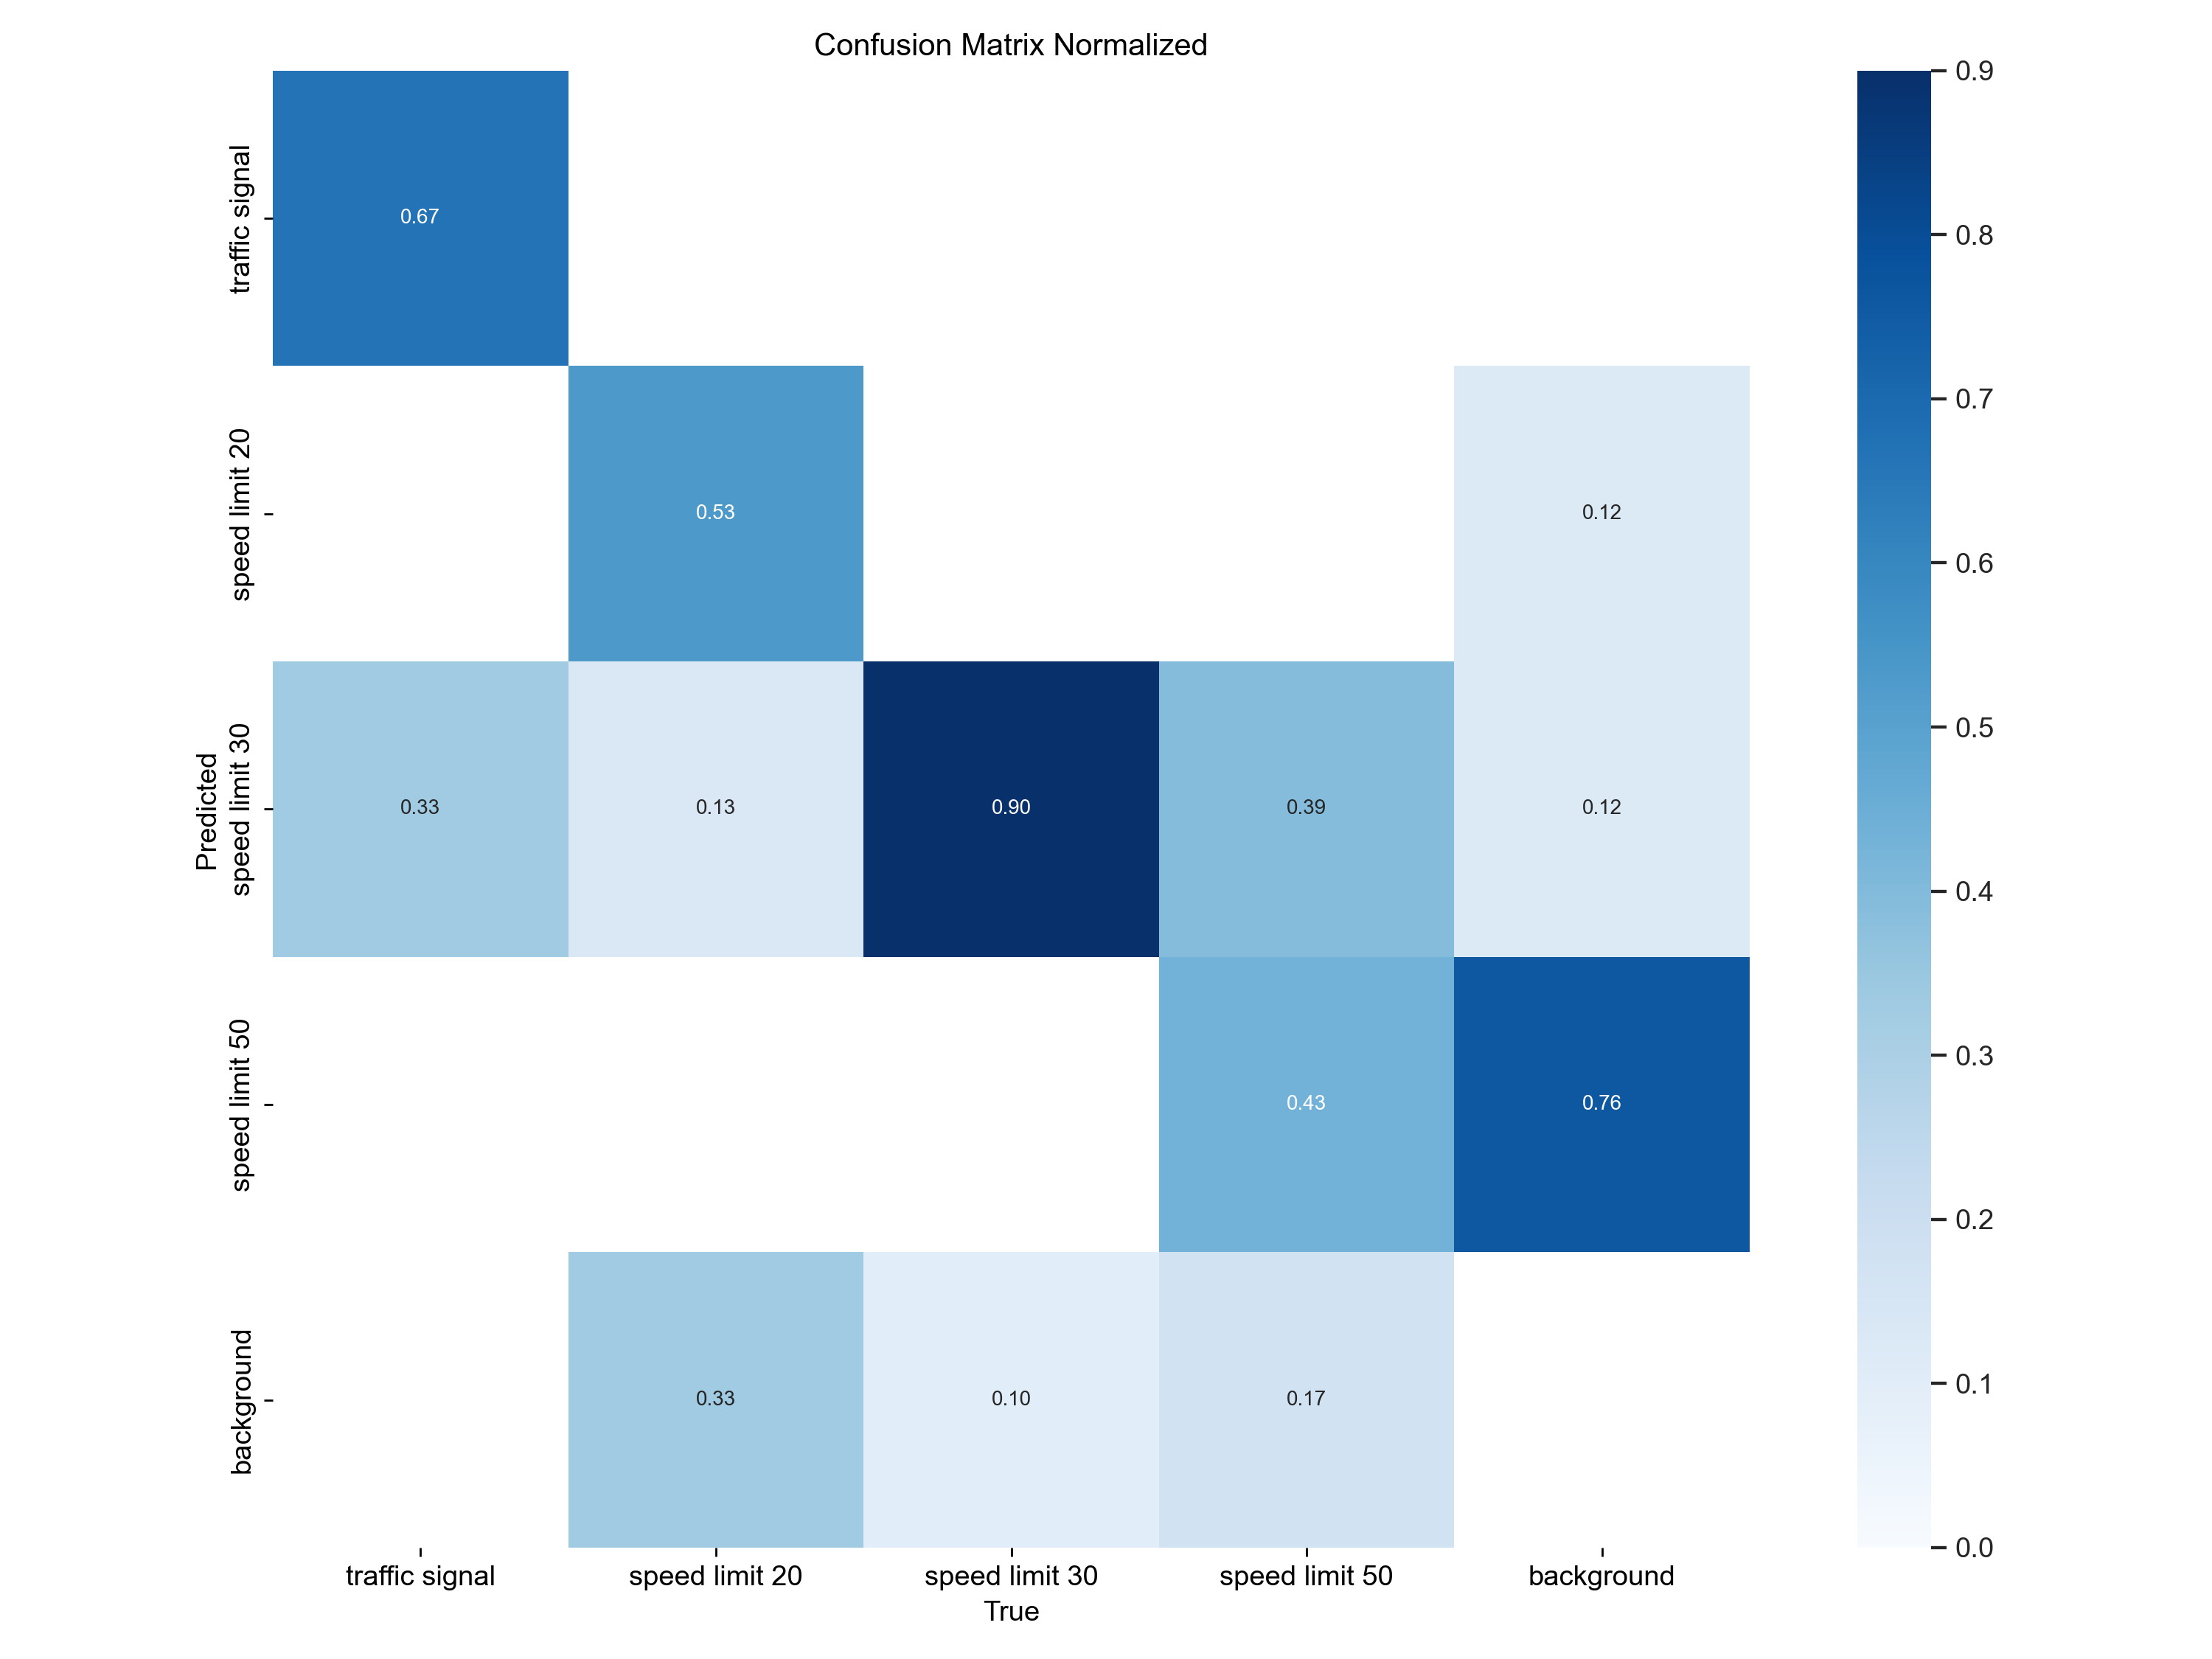 Confusion Matrix Normalized
traffic signal
speed limit 20
speed limit 30
speed limit 50
background
Predicted
0.67
0.53
0.12
0.33
0.13
0.90
0.39
0.12
0.43
0.76
0.33
0.10
0.17
traffic signal
speed limit 20
speed limit 30
speed limit 50
background
True
0.9
0.8
0.7
0.6
0.5
0.4
0.3
0.2
0.1
0.0